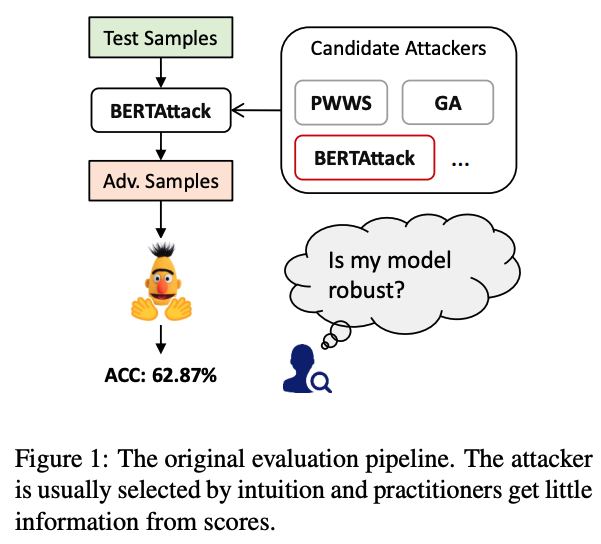 Test Samples
BERTAttack
Adv. Samples
ACC: 62.87%
Candidate Attackers
PWWS
GA
BERTAttack
...
Is my model
robust?
Figure 1: The original evaluation pipeline. The attacker
is usually selected by intuition and practitioners get little
information from scores.